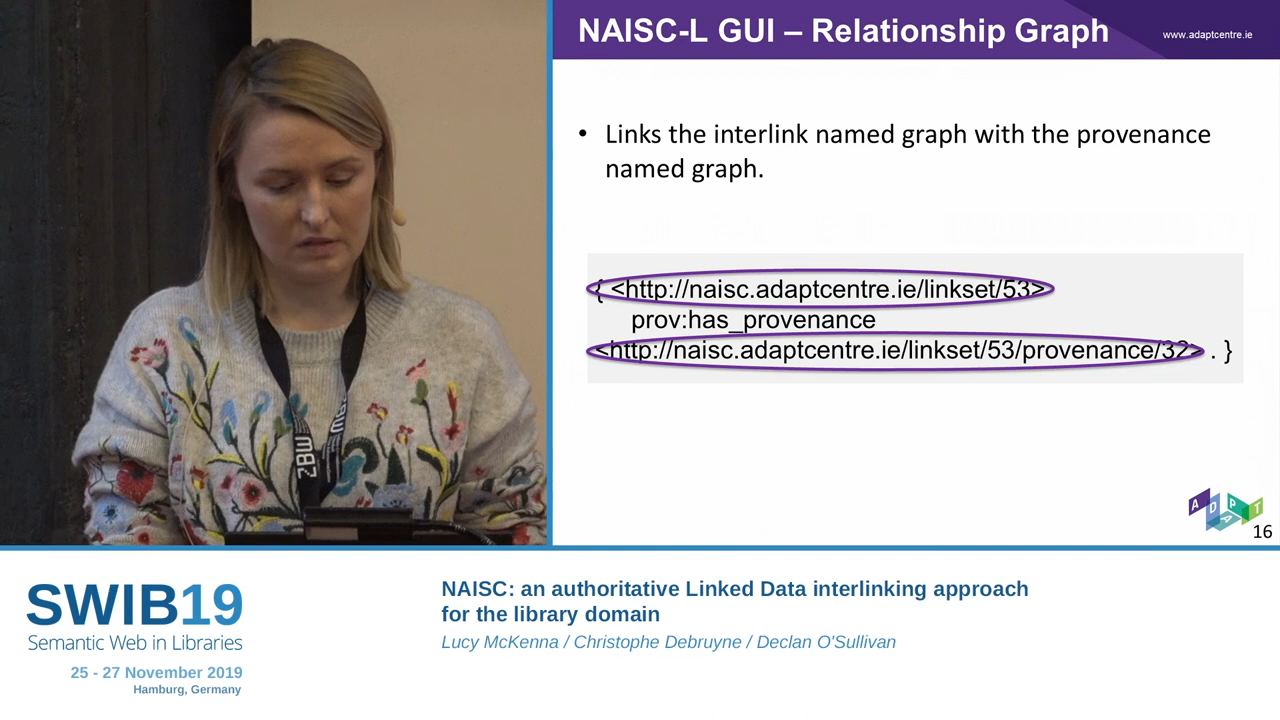 NAISC-L GUI – Relationship Graph
www.adaptcentre.ie
• Links the interlink named graph with the provenance
named graph.
{ <http://naisc.adaptcentre.ie/linkset/53>
prov:has_provenance
<http://naisc.adaptcentre.ie/linkset/53/provenance/32> . }
ADAPT
16
ZBW
SWIB19
Semantic Web in Libraries
25 - 27 November 2019
Hamburg, Germany
NAISC: an authoritative Linked Data interlinking approach
for the library domain
Lucy McKenna / Christophe Debruyne / Declan O'Sullivan